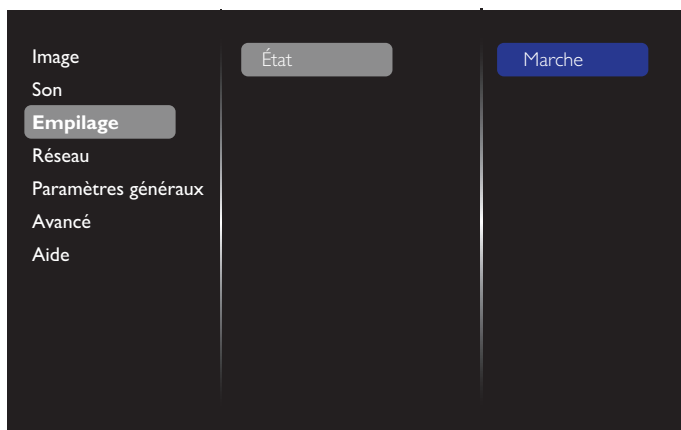 Image
Son
Empilage
Réseau
Paramètres généraux
Avancé
Aide
État
Marche